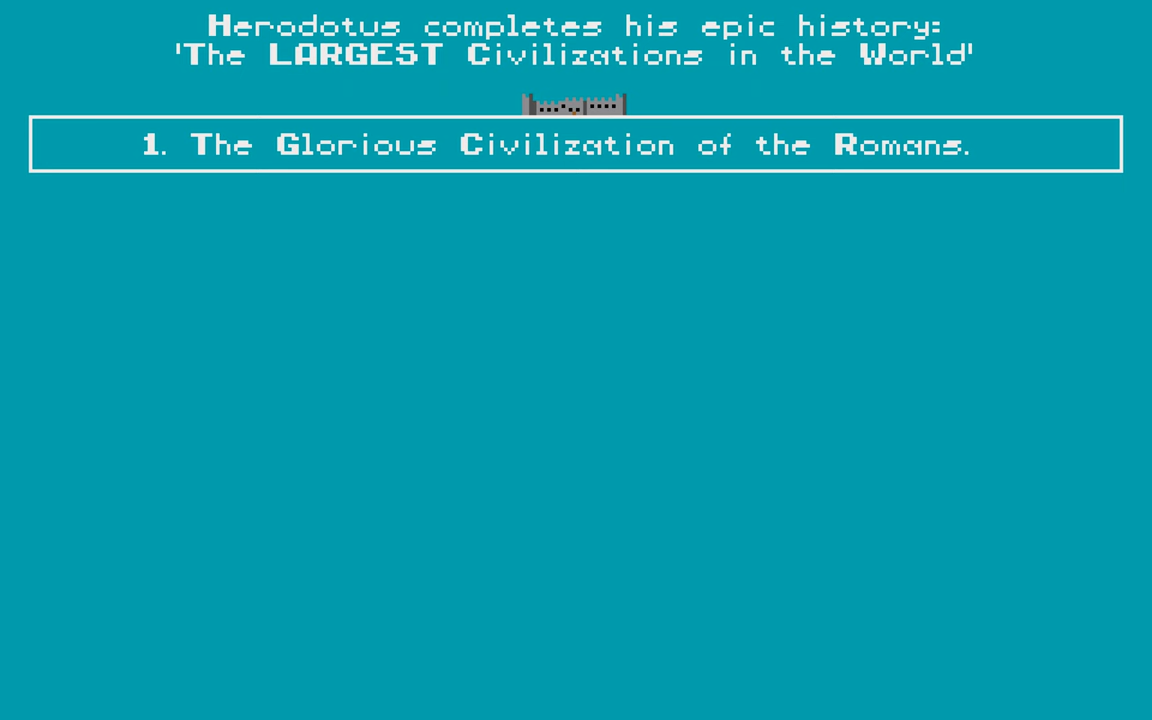 Herodotus completes his epic history:
'The LARGEST Civilizations in the World'
1. The Glorious Civilization of the Romans.